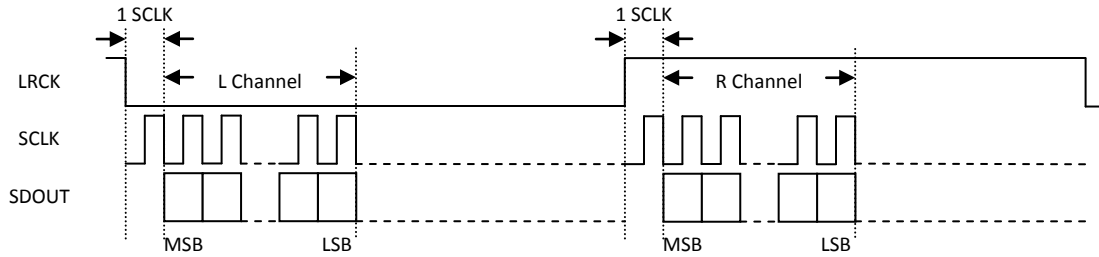 1 SCLK 1 SCLK
LRCK L Channel R Channel
SCLK
SDOUT
MSB LSB MSB LSB